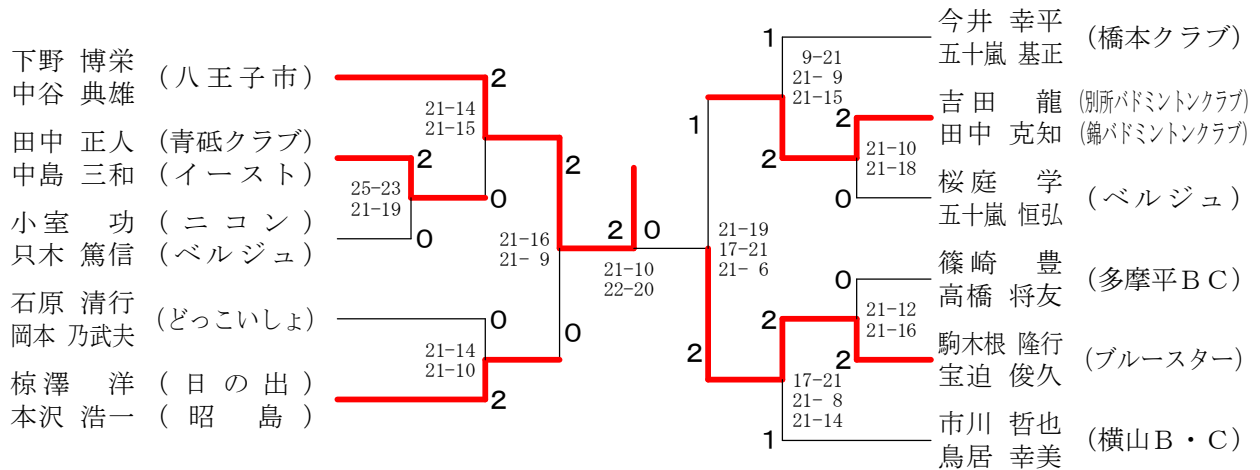 下野 博栄
中谷 典雄
(八王子市)
田中 正人 (青砥クラブ)
中島 三和 (イースト)
小室 功 (ニコン)
只木 篤信 (ベルジュ)
石原 清行
岡本 乃武夫
(どっこいしょ)
椋澤 洋 (日の出)
本沢 浩一 (昭島)
2
21-14
21-15
0
2
25-23
21-19
0
2
21-16
21- 9
0
0
21-14
21-10
2
2 0
21-10
22-20
1
21-19
17-21
21- 6
2
1
9-21
21- 9
21-15
2
2
21-10
21-18
0
0
21-12
21-16
2
2
17-21
21- 8
21-14
1
今井 幸平
五十嵐 基正
(橋本クラブ)
吉田 龍 (別所バドミントンクラブ)
田中 克知 (錦バドミントンクラブ)
桜庭 学
五十嵐 恒弘
(ベルジュ)
篠崎 豊
高橋 将友
(多摩平BC)
駒木根 隆行
宝迫 俊久
(ブルースター)
市川 哲也
鳥居 幸美
(横山B・C)